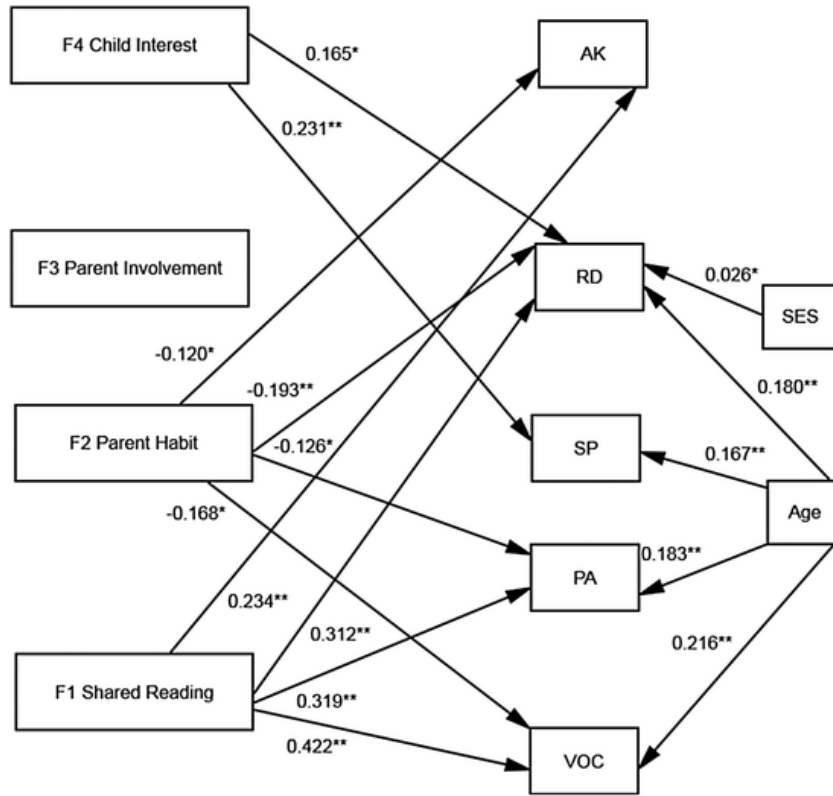 F4 Child Interest
0.165*
AK
0.231**
F3 Parent Involvement
RD
0.026*
SES
-0.120*
-0.193**
0.180**
F2 Parent Habit
-0.126*
SP
0.167**
-0.168*
Age
PA
0.183**
0.234**
0.312**
0.216**
F1 Shared Reading
0.319**
0.422**
VOC